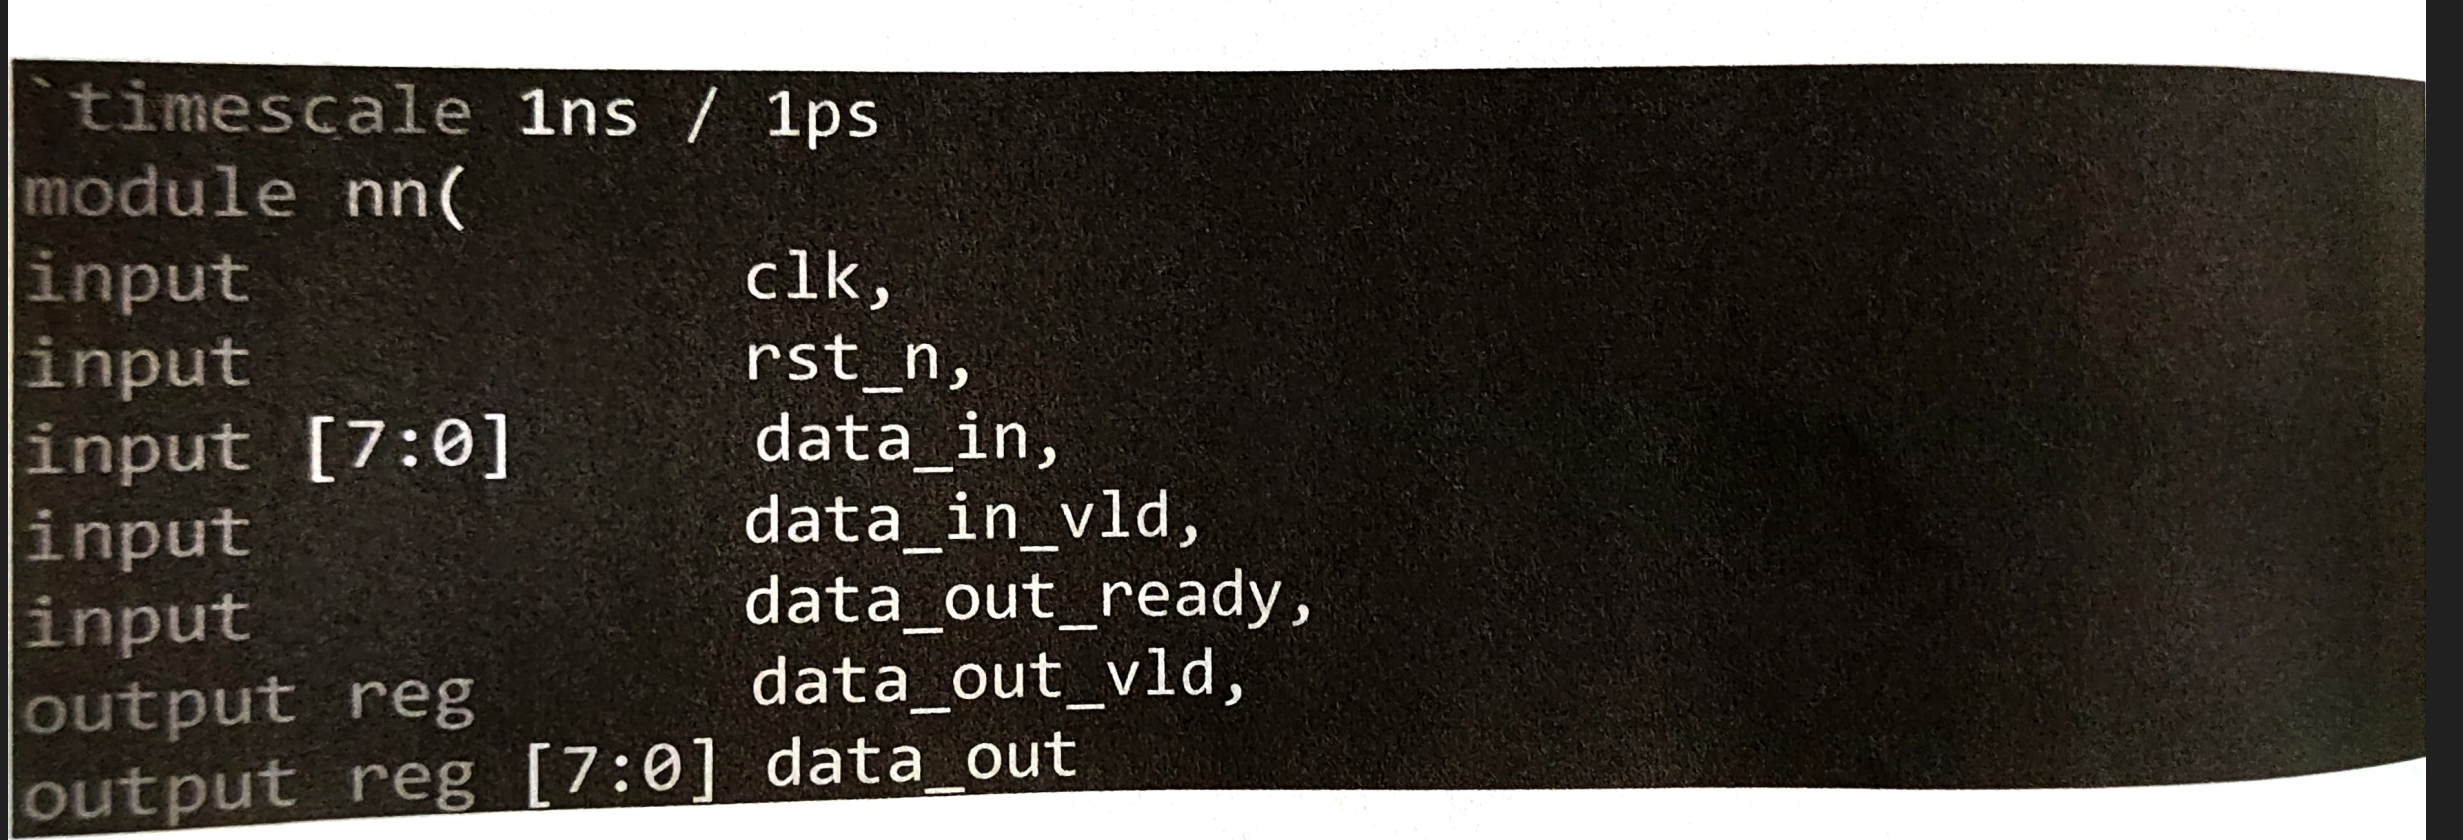 `timescale 1ns / 1ps
module nn(
input clk,
input rst_n,
input [7:0] data_in,
input data_in_vld,
input data_out_ready,
output reg data_out_vld,
output reg [7:0] data_out